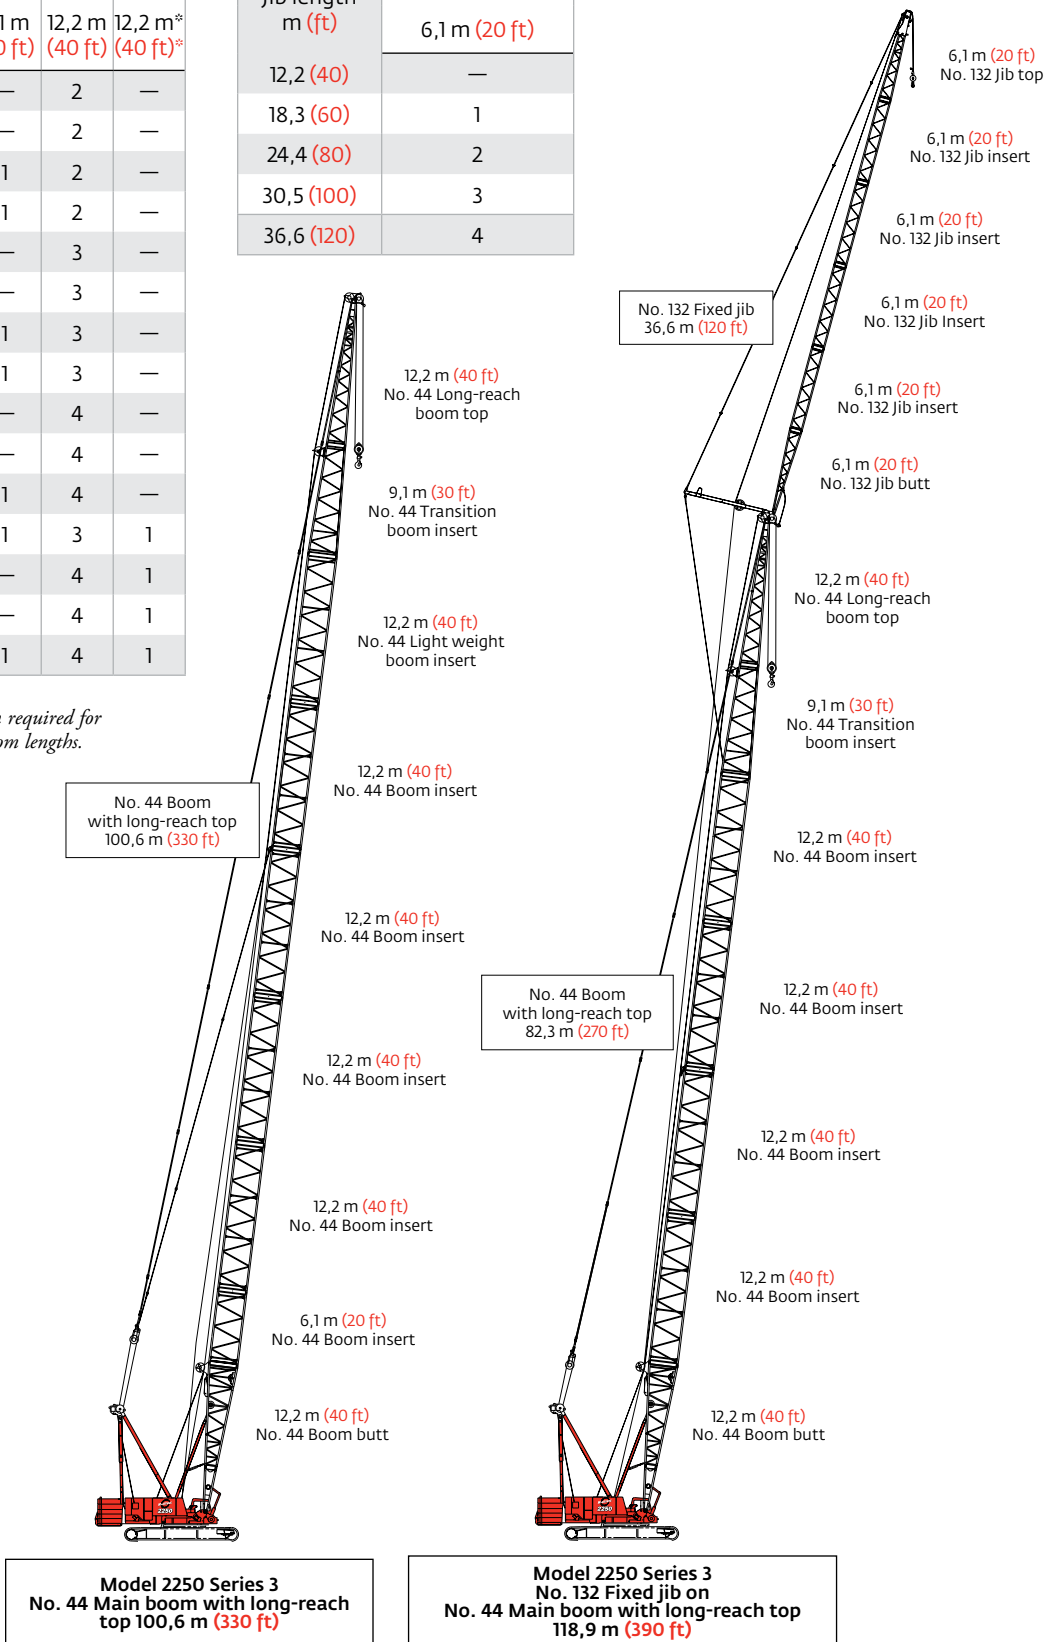 1 m 12,2 m 12,2 m*
0 ft) (40 ft) (40 ft)*
— 2 —
— 2 —
1 2 —
1 2 —
— 3 —
— 3 —
1 3 —
1 3 —
— 4 —
— 4 —
1 4 —
1 3 1
— 4 1
— 4 1
1 4 1
required for
om lengths.
Jib length
m (ft) 6,1 m (20 ft)
12,2 (40) —
18,3 (60) 1
24,4 (80) 2
30,5 (100) 3
36,6 (120) 4
12,2 m (40 ft)
No. 44 Long-reach
boom top
9,1 m (30 ft)
No. 44 Transition
boom insert
12,2 m (40 ft)
No. 44 Light weight
boom insert
12,2 m (40 ft)
No. 44 Boom insert
No. 44 Boom
with long-reach top
100,6 m (330 ft)
12,2 m (40 ft)
No. 44 Boom insert
12,2 m (40 ft)
No. 44 Boom insert
12,2 m (40 ft)
No. 44 Boom insert
6,1 m (20 ft)
No. 44 Boom insert
12,2 m (40 ft)
No. 44 Boom butt
2250
Model 2250 Series 3
No. 44 Main boom with long-reach
top 100,6 m (330 ft)
6,1 m (20 ft)
No. 132 Jib top
6,1 m (20 ft)
No. 132 Jib insert
6,1 m (20 ft)
No. 132 Jib insert
No. 132 Fixed jib
36,6 m (120 ft)
6,1 m (20 ft)
No. 132 Jib Insert
6,1 m (20 ft)
No. 132 Jib insert
6,1 m (20 ft)
No. 132 Jib butt
12,2 m (40 ft)
No. 44 Long-reach
boom top
9,1 m (30 ft)
No. 44 Transition
boom insert
12,2 m (40 ft)
No. 44 Boom insert
No. 44 Boom
with long-reach top
82,3 m (270 ft)
12,2 m (40 ft)
No. 44 Boom insert
12,2 m (40 ft)
No. 44 Boom insert
12,2 m (40 ft)
No. 44 Boom insert
12,2 m (40 ft)
No. 44 Boom butt
2250
Model 2250 Series 3
No. 132 Fixed jib on
No. 44 Main boom with long-reach top
118,9 m (390 ft)